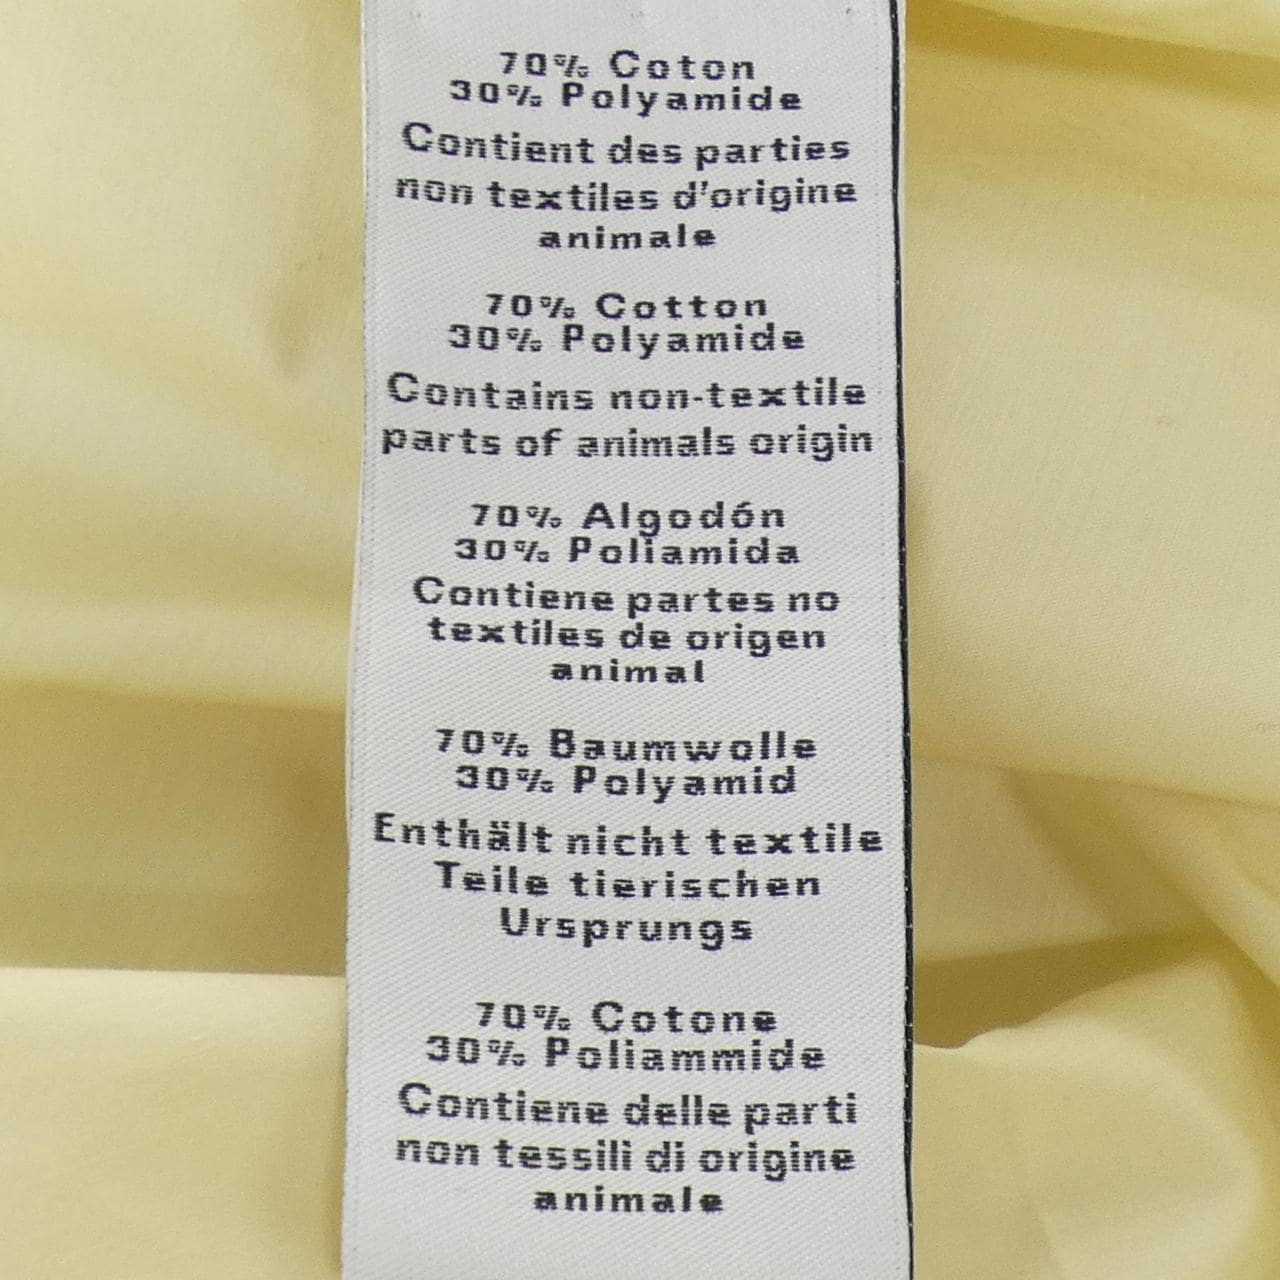 70% Coton
30% Polyamide
Contient des parties
non textiles d'origine
animale
70% Cotton
30% Polyamide
Contains non-textile
parts of animals origin
70% Algodón
30% Poliamida
Contiene partes no
textiles de origen
animal
70% Baumwolle
30% Polyamid
Enthält nicht textile
Teile tierischen
Ursprungs
70% Cotone
30% Poliammide
Contiene delle parti
non tessili di origine
animale